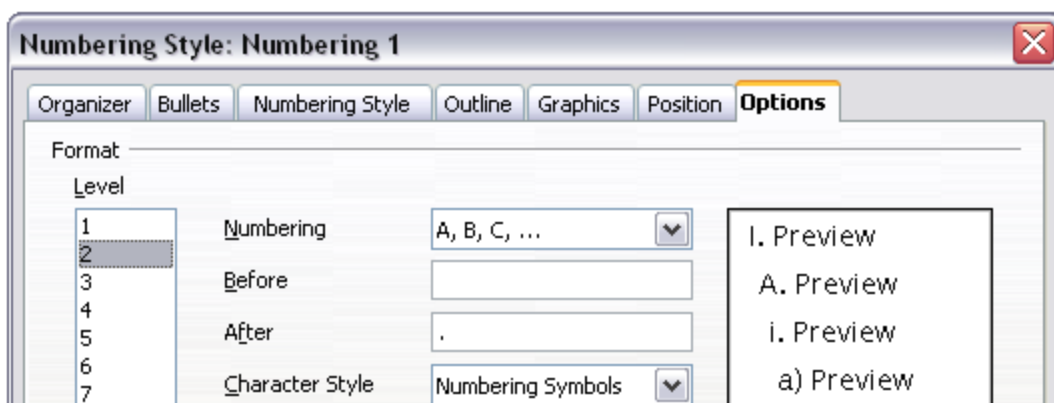 Numbering Style: Numbering 1
Organizer Bullets Numbering Style Outline Graphics Position Options
Format
Level
1
2
3
4
5
6
7
Numbering A, B, C, ...
Before
After .
Character Style Numbering Symbols
I. Preview
A. Preview
i. Preview
a) Preview